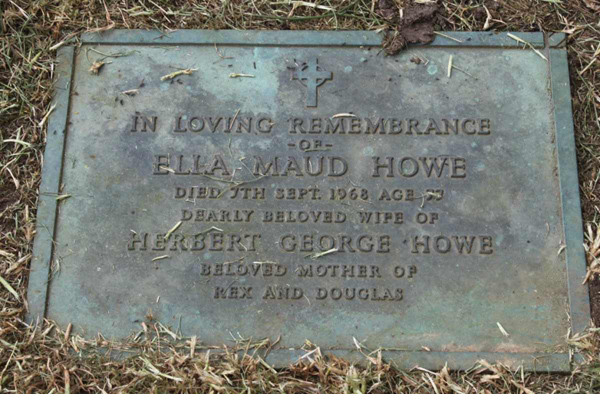 IN LOVING REMEMBRANCE
-OF-
ELLA MAUD HOWE
DIED 7TH SEPT. 1968 AGE
DEARLY BELOVED WIFE OF
HERBERT GEORGE HOWE
BELOVED MOTHER OF
REX AND DOUGLAS